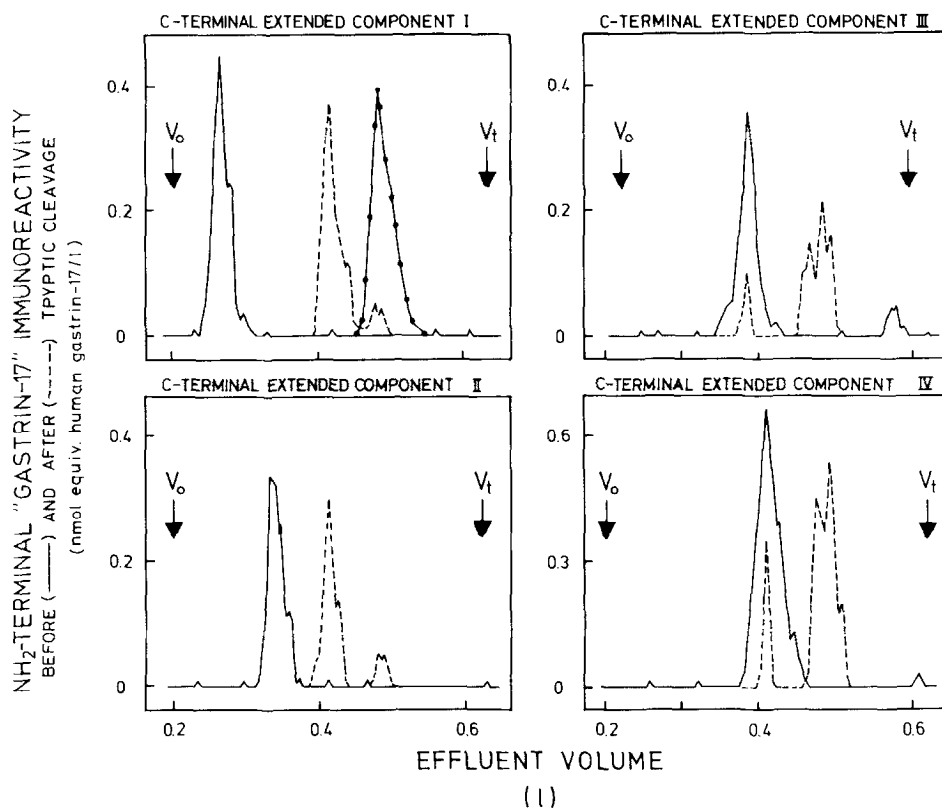 C-TERMINAL EXTENDED COMPONENT I
C-TERMINAL EXTENDED COMPONENT III
NH₂-TERMINAL "GASTRIN-17" IMMUNOREACTIVITY
BEFORE (——) AND AFTER (-----) TPYPTIC CLEAVAGE
(nmol equiv. human gastrin-17/l)
0.4
0.2
0
V₀
Vₜ
0.4
0.2
0
V₀
Vₜ
C-TERMINAL EXTENDED COMPONENT II
C-TERMINAL EXTENDED COMPONENT IV
0.4
0.2
0
V₀
Vₜ
0.2
0.4
0.6
0.6
0.3
0
V₀
Vₜ
0.2
0.4
0.6
EFFLUENT VOLUME
(l)